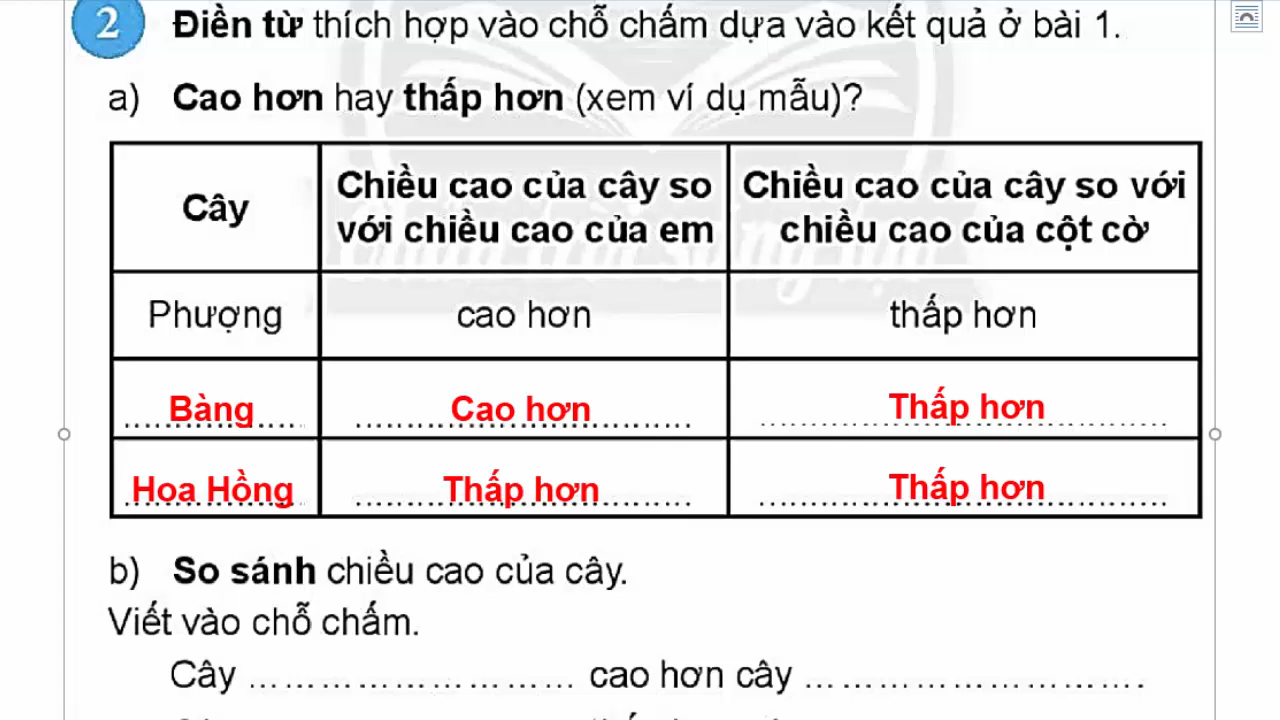 2 Điền từ thích hợp vào chỗ chấm dựa vào kết quả ở bài 1.
a) Cao hơn hay thấp hơn (xem ví dụ mẫu)?
Cây
Chiều cao của cây so
với chiều cao của em
Chiều cao của cây so với
chiều cao của cột cờ
Phượng cao hơn thấp hơn
Bàng Cao hơn Thấp hơn
Hoa Hồng Thấp hơn Thấp hơn
b) So sánh chiều cao của cây.
Viết vào chỗ chấm.
Cây ........................... cao hơn cây ............................